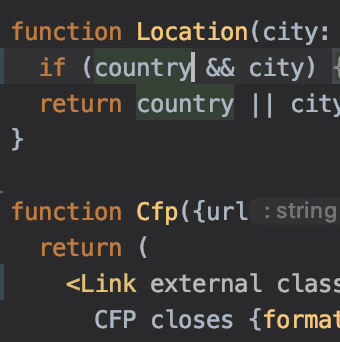 function Location(city:
if (country && city) {
return country || city
}
function Cfp({url : string
return (
<Link external class
CFP closes {format